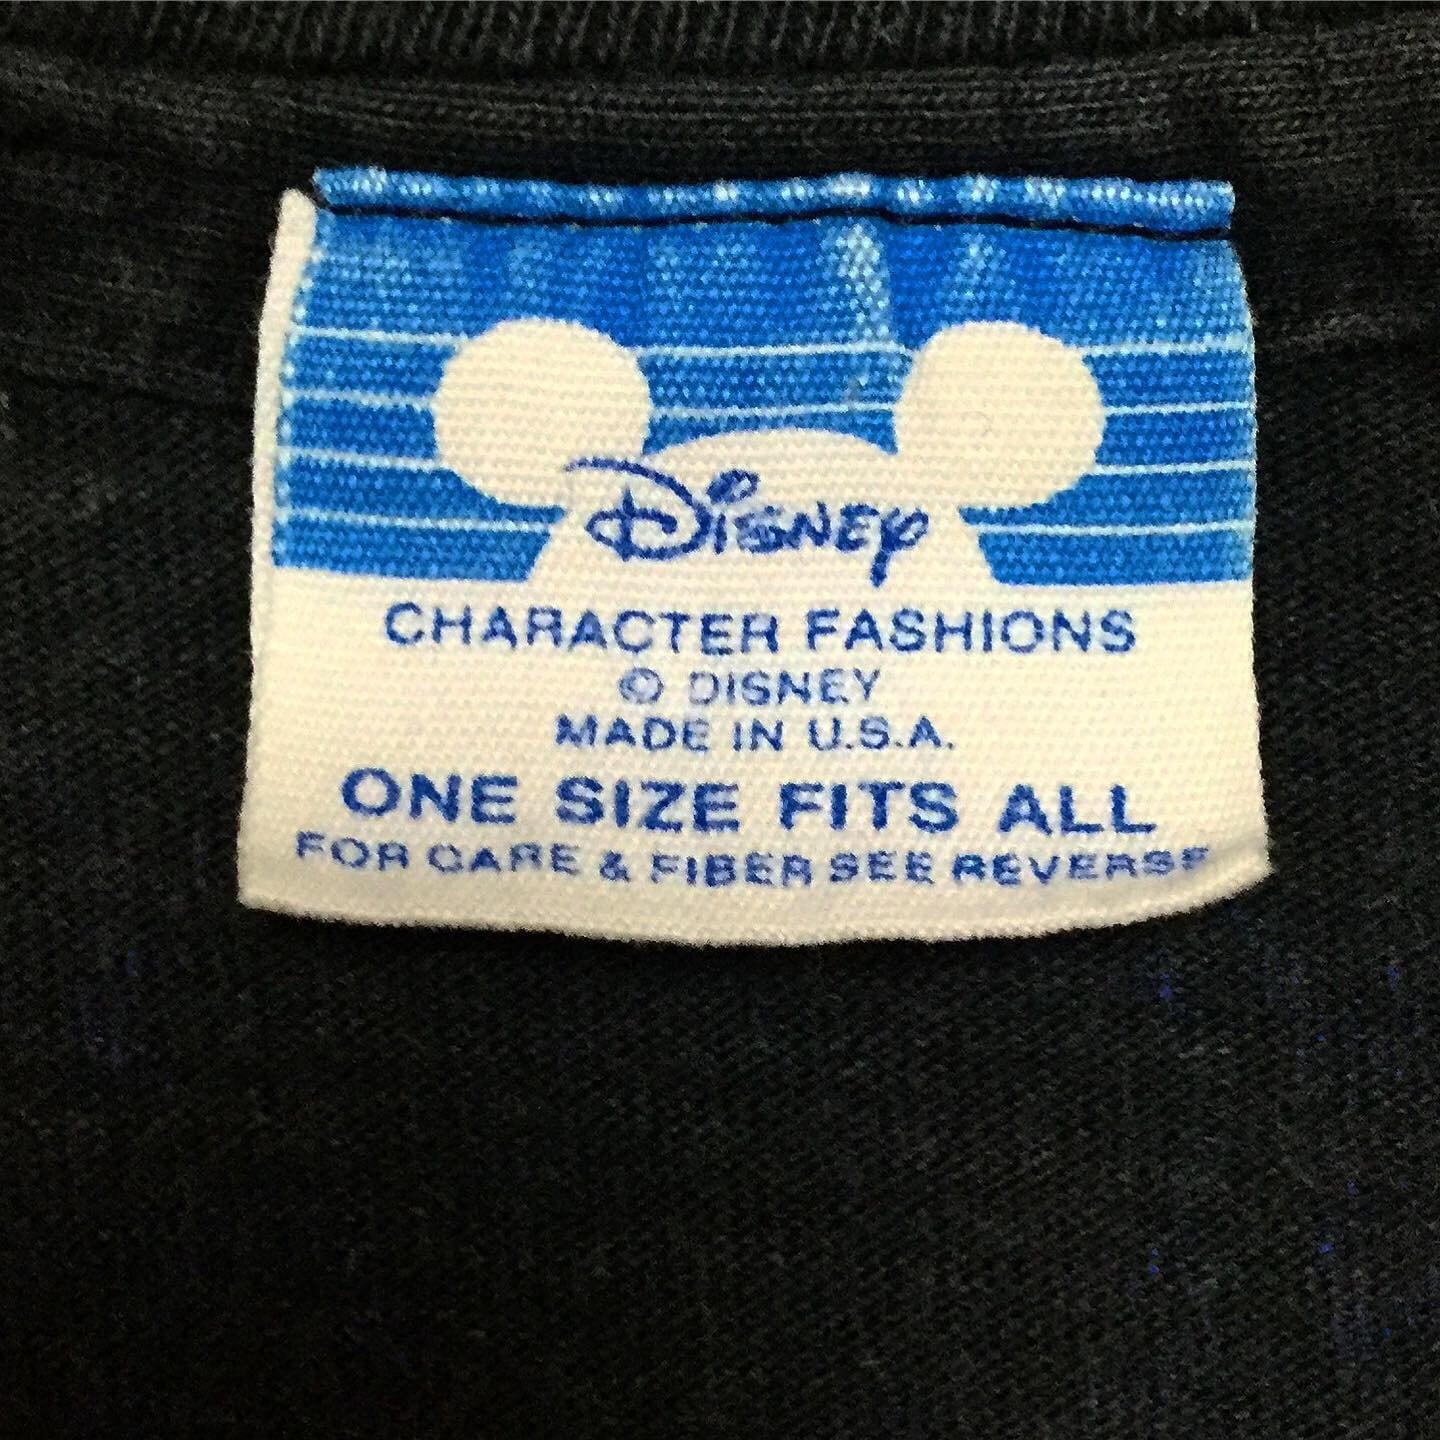 Disney
CHARACTER FASHIONS
© DISNEY
MADE IN U.S.A.
ONE SIZE FITS ALL
FOR CARE & FIBER SEE REVERSE